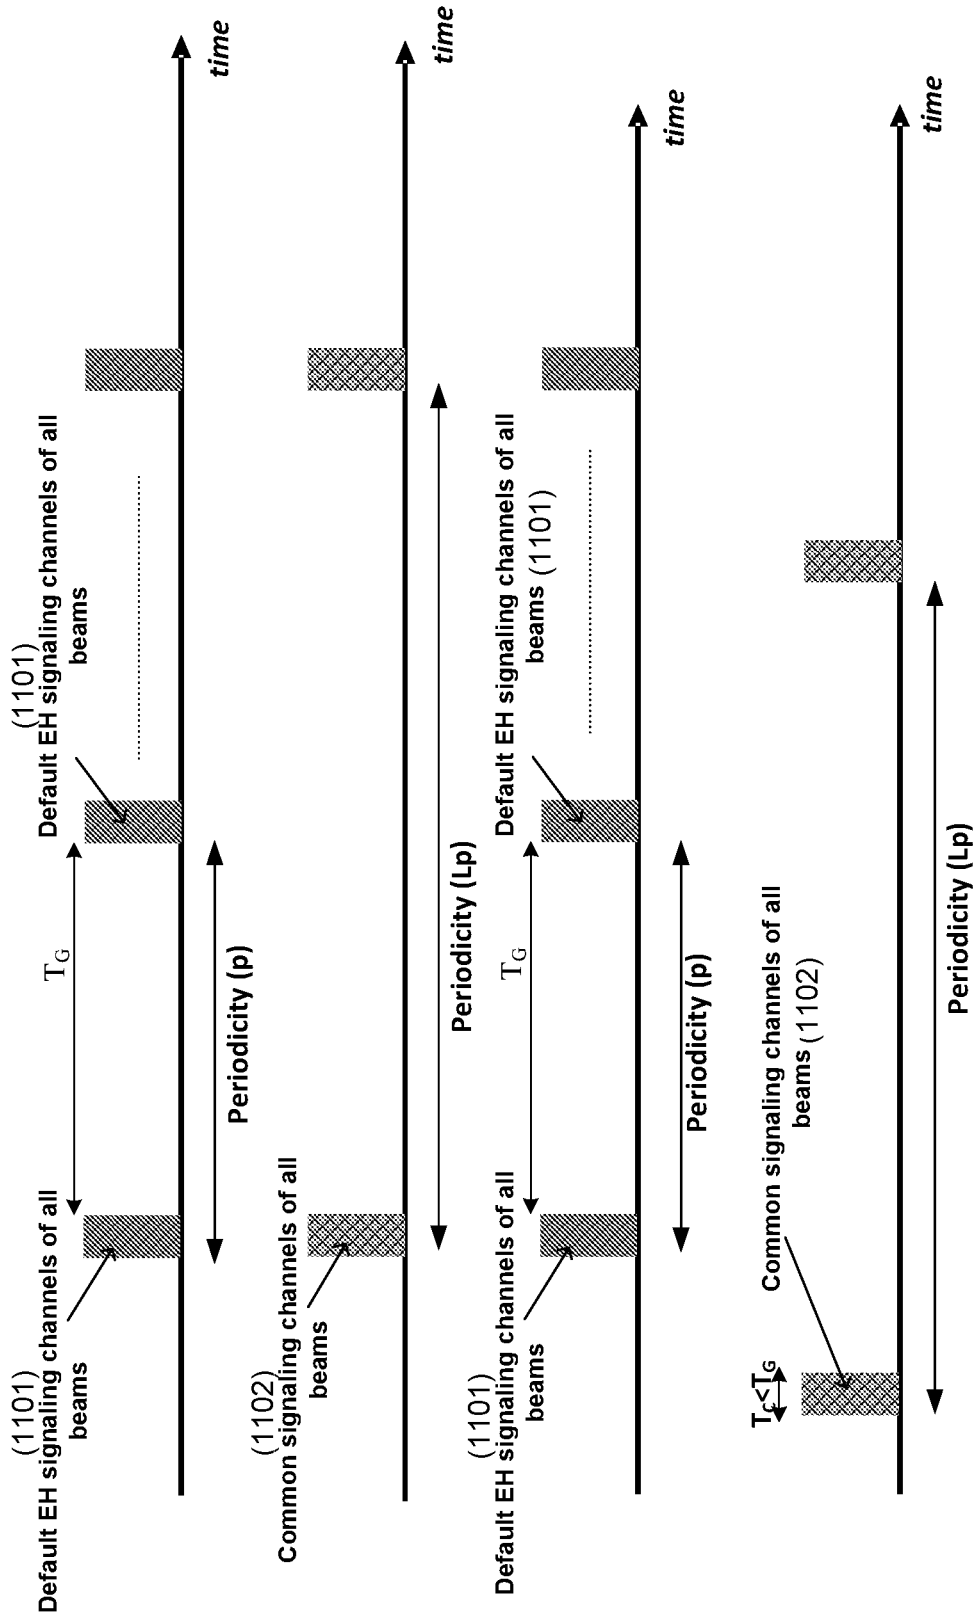 (1101)
Default EH signaling channels of all
beams
T_G
(1101)
Default EH signaling channels of all
beams
time
Periodicity (p)
(1102)
Common signaling channels of all
beams
time
Periodicity (Lp)
(1101)
Default EH signaling channels of all
beams
T_G
Default EH signaling channels of all
beams (1101)
time
Periodicity (p)
T_C<T_G
Common signaling channels of all
beams (1102)
time
Periodicity (Lp)